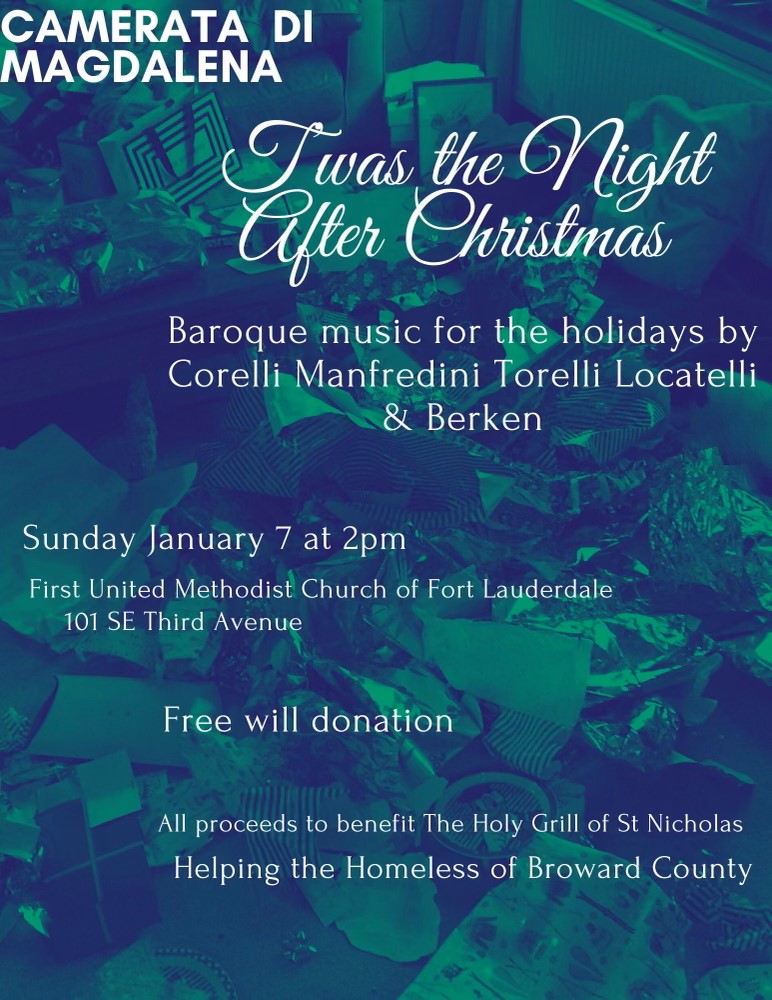 CAMERATA DI
MAGDALENA
T'was the Night
After Christmas
Baroque music for the holidays by
Corelli Manfredini Torelli Locatelli
& Berken
Sunday January 7 at 2pm
First United Methodist Church of Fort Lauderdale
101 SE Third Avenue
Free will donation
All proceeds to benefit The Holy Grill of St Nicholas
Helping the Homeless of Broward County